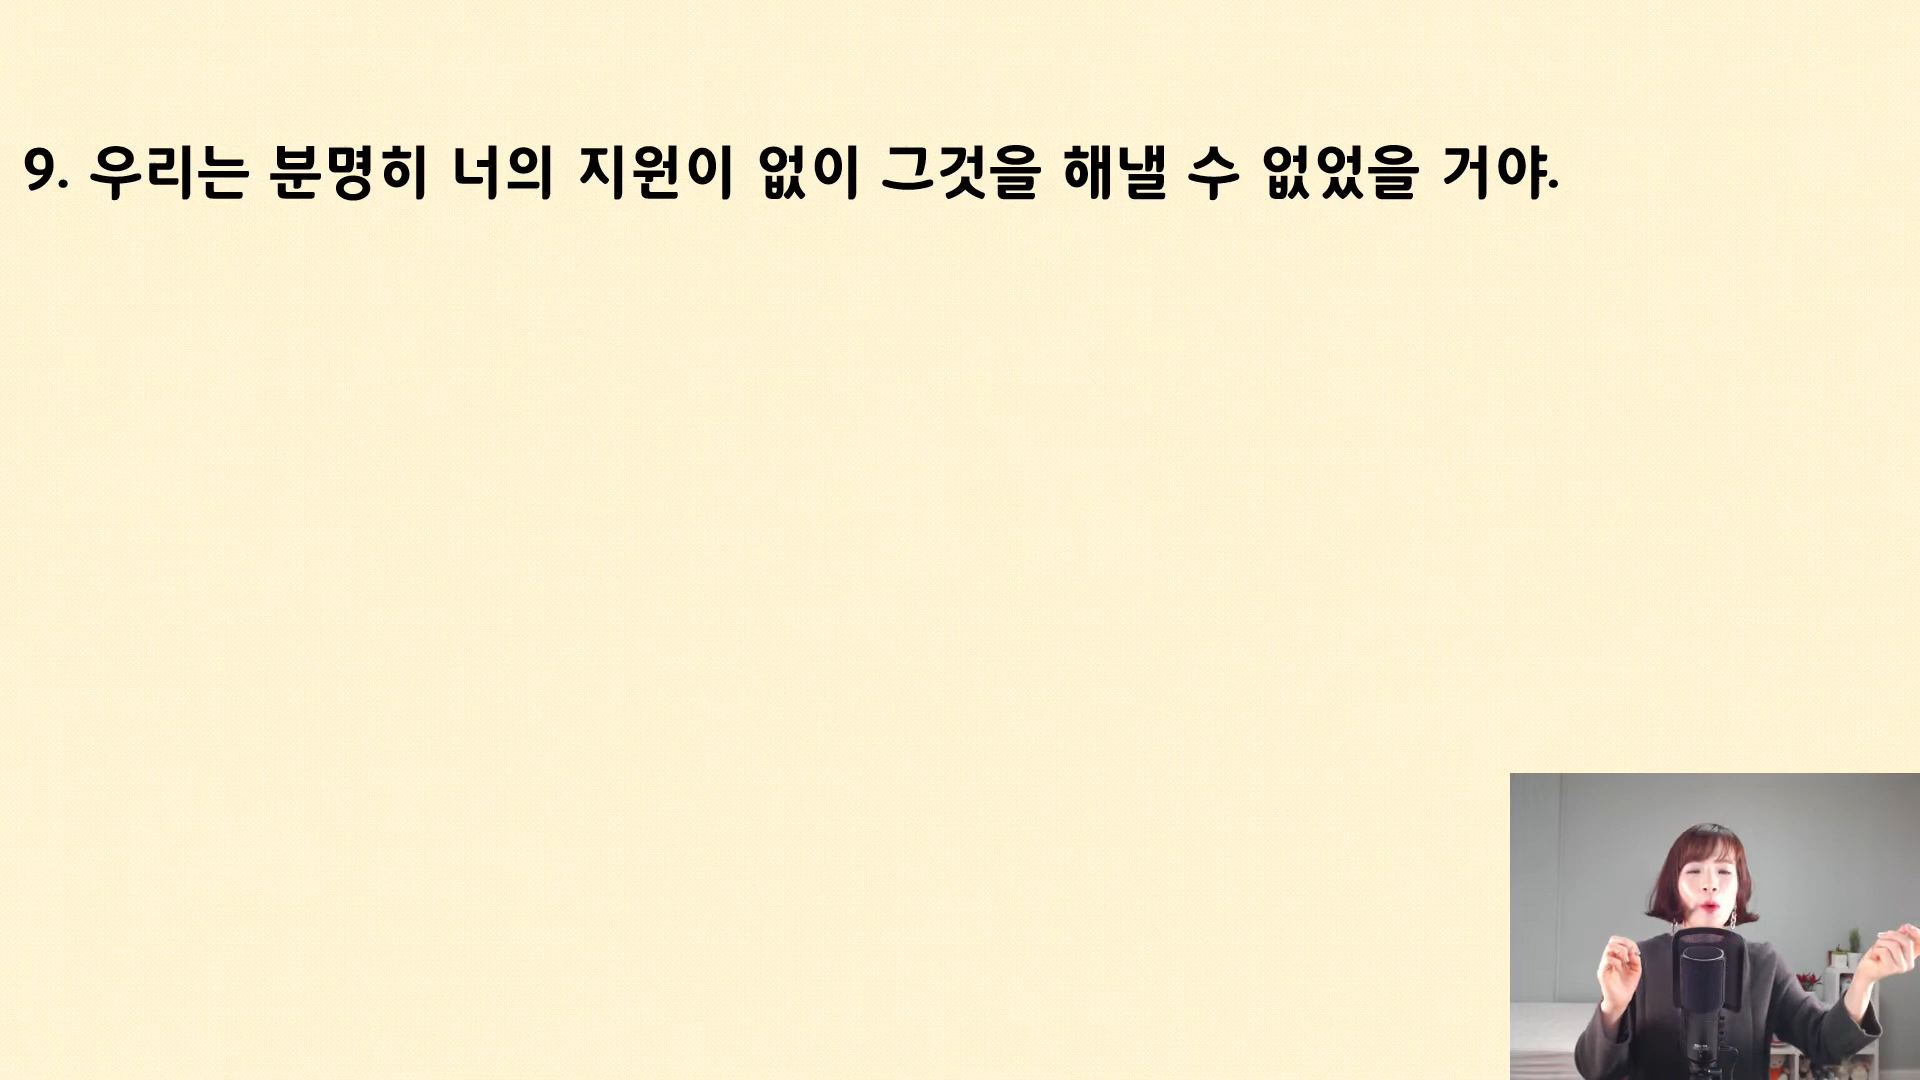 9. 우리는 분명히 너의 지원이 없이 그것을 해낼 수 없었을 거야.